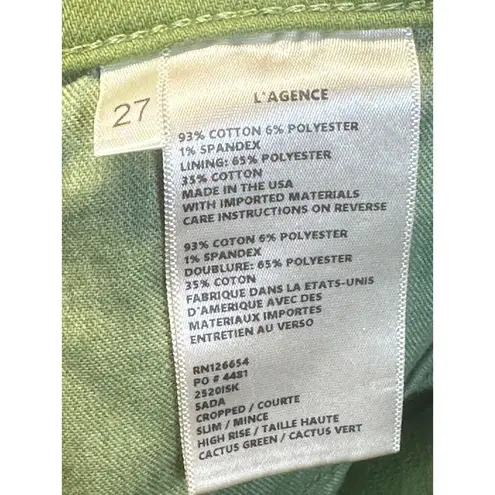 27
L'AGENCE
93% COTTON 6% POLYESTER
1% SPANDEX
LINING: 65% POLYESTER
35% COTTON
MADE IN THE USA
WITH IMPORTED MATERIALS
CARE INSTRUCTIONS ON REVERSE
93% COTON 6% POLYESTER
1% SPANDEX
DOUBLURE: 65% POLYESTER
35% COTON
FABRIQUE DANS LA ETATS-UNIS
D'AMERIQUE AVEC DES
MATERIAUX IMPORTES
ENTRETIEN AU VERSO
RN126654
PO # 4481
2520ISK
SADA
CROPPED / COURTE
SLIM / MINCE
HIGH RISE / TAILLE HAUTE
CACTUS GREEN / CACTUS VERT